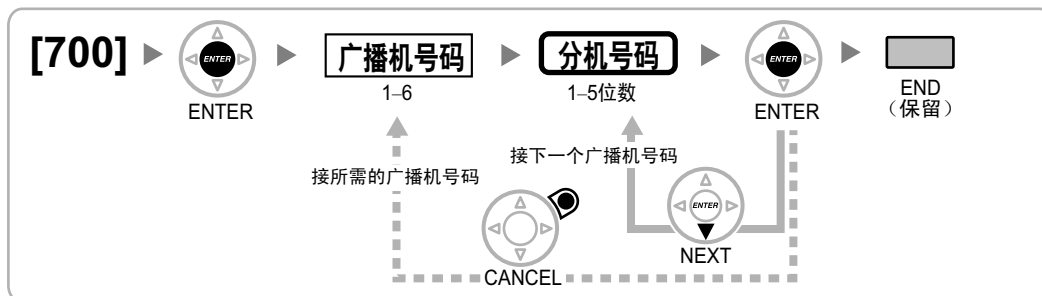 [700]
ENTER
ENTER
广播机号码
1–6
分机号码
1–5位数
ENTER
ENTER
END
（保留）
接所需的广播机号码
接下一个广播机号码
CANCEL
ENTER
NEXT